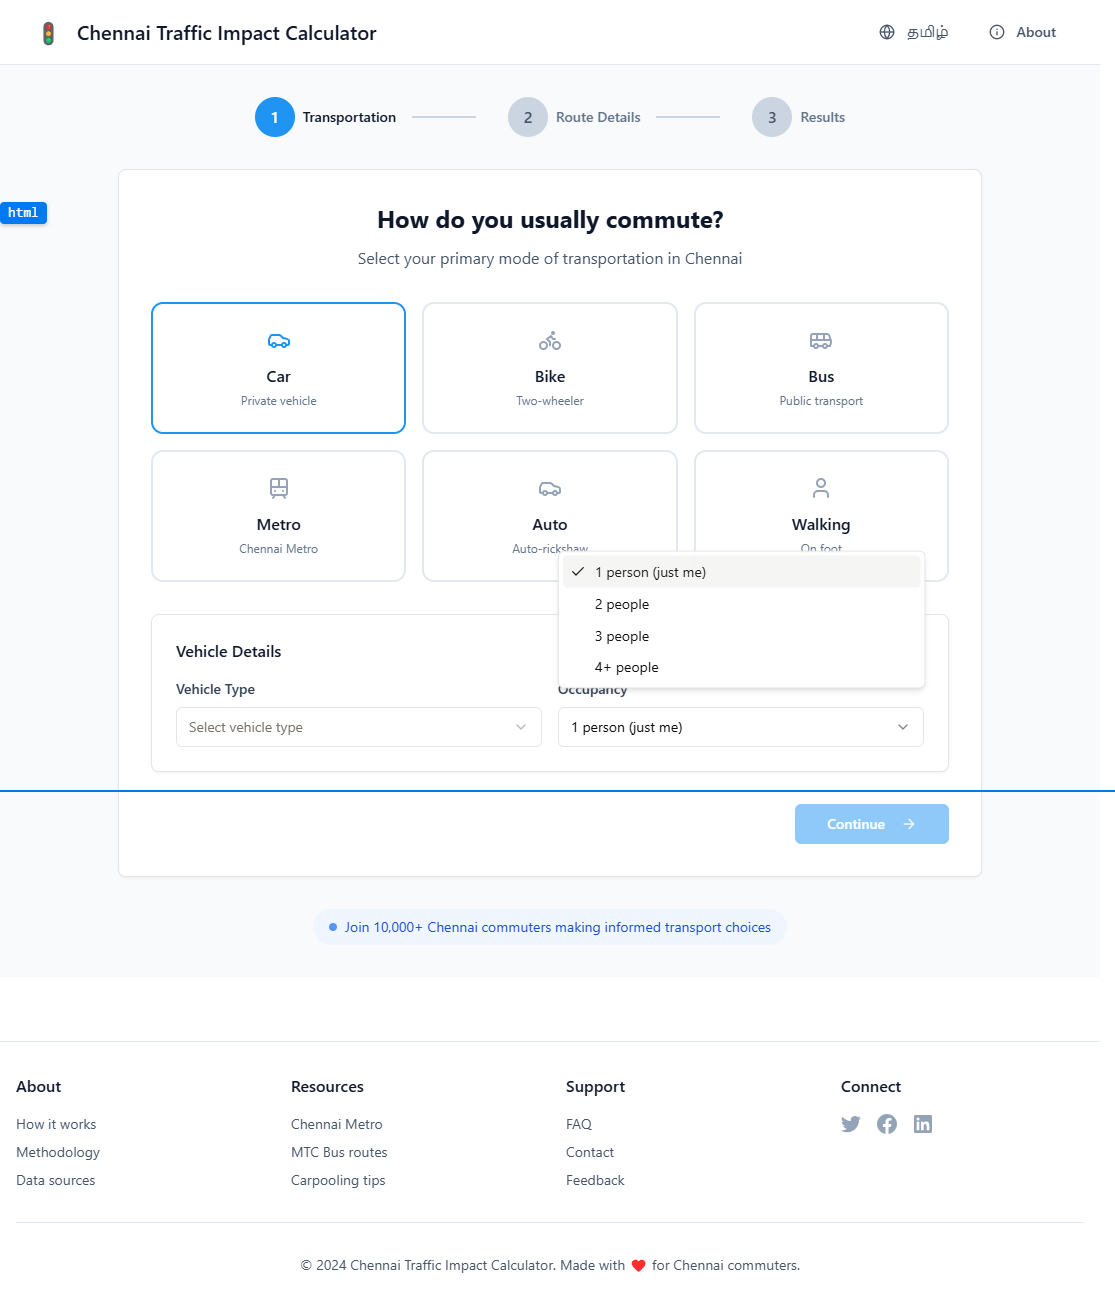 Chennai Traffic Impact Calculator
தமிழ்
About
1 Transportation
2 Route Details
3 Results
html
How do you usually commute?
Select your primary mode of transportation in Chennai
Car
Private vehicle
Bike
Two-wheeler
Bus
Public transport
Metro
Chennai Metro
Auto
Auto-rickshaw
Walking
On foot
1 person (just me)
2 people
3 people
4+ people
Vehicle Details
Vehicle Type
Occupancy
Select vehicle type
1 person (just me)
Continue
Join 10,000+ Chennai commuters making informed transport choices
About
How it works
Methodology
Data sources
Resources
Chennai Metro
MTC Bus routes
Carpooling tips
Support
FAQ
Contact
Feedback
Connect
© 2024 Chennai Traffic Impact Calculator. Made with ❤️ for Chennai commuters.